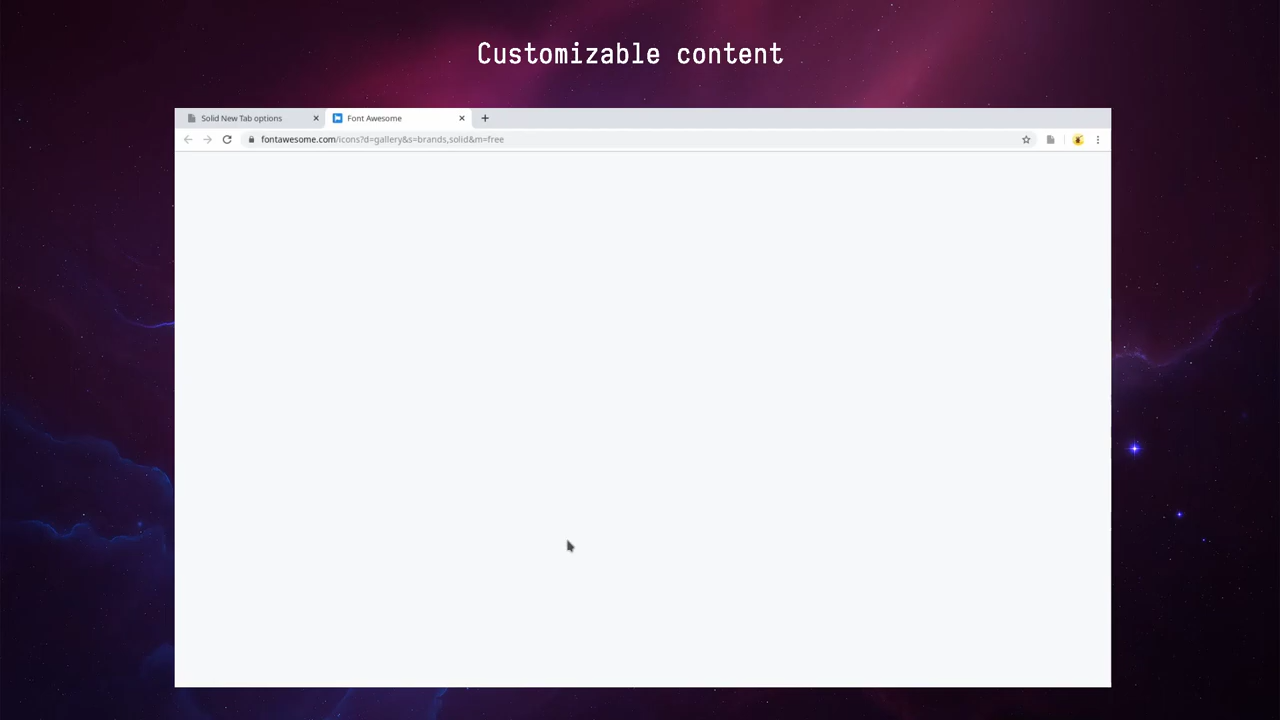 Customizable content
Solid New Tab options
Font Awesome
fontawesome.com/icons?d=gallery&s=brands,solid&m=free